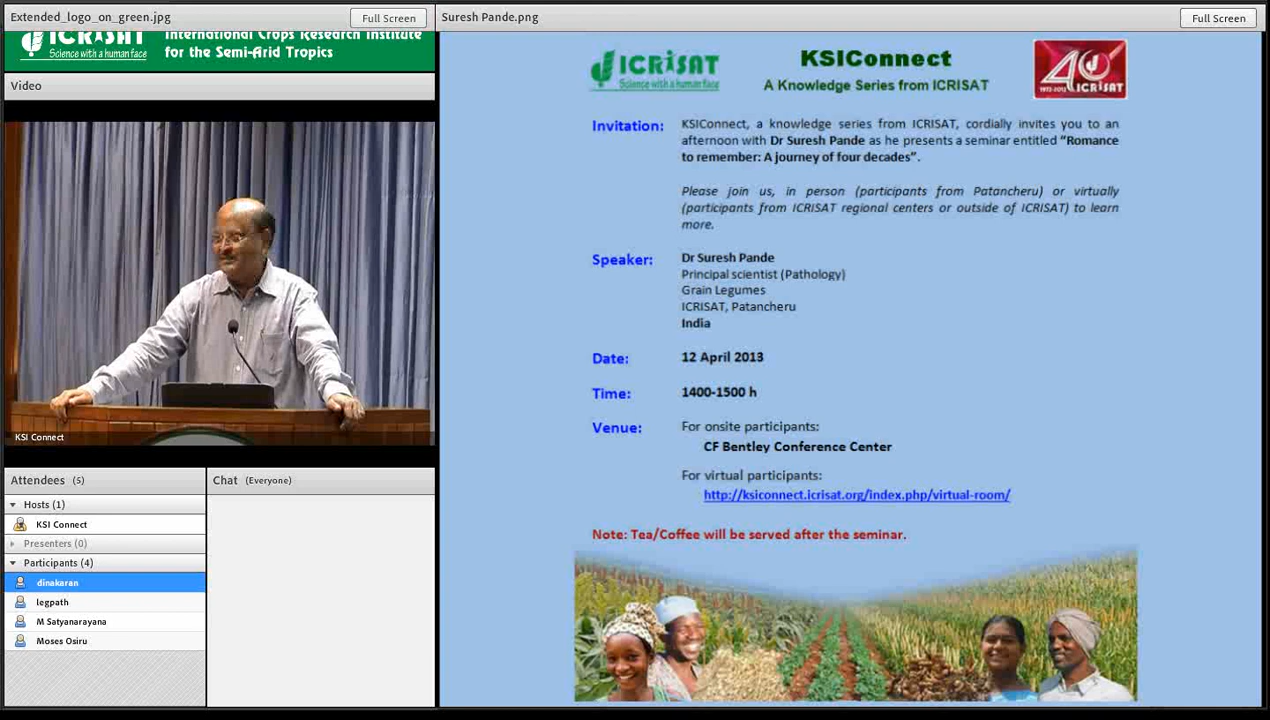 Extended_logo_on_green.jpg
Full Screen
ICRISAT
Science with a human face
International Crops Research Institute
for the Semi-Arid Tropics
Video
KSI Connect
Attendees (5)
Hosts (1)
KSI Connect
Presenters (0)
Participants (4)
dinakaran
legpath
M Satyanarayana
Moses Osiru
Chat (Everyone)
Suresh Pande.png
Full Screen
ICRISAT
Science with a human face
KSIConnect
A Knowledge Series from ICRISAT
40
1972-2012 ICRISAT
Invitation: KSIConnect, a knowledge series from ICRISAT, cordially invites you to an
afternoon with Dr Suresh Pande as he presents a seminar entitled “Romance
to remember: A journey of four decades”.
Please join us, in person (participants from Patancheru) or virtually
(participants from ICRISAT regional centers or outside of ICRISAT) to learn
more.
Speaker: Dr Suresh Pande
Principal scientist (Pathology)
Grain Legumes
ICRISAT, Patancheru
India
Date: 12 April 2013
Time: 1400-1500 h
Venue: For onsite participants:
CF Bentley Conference Center
For virtual participants:
http://ksiconnect.icrisat.org/index.php/virtual-room/
Note: Tea/Coffee will be served after the seminar.